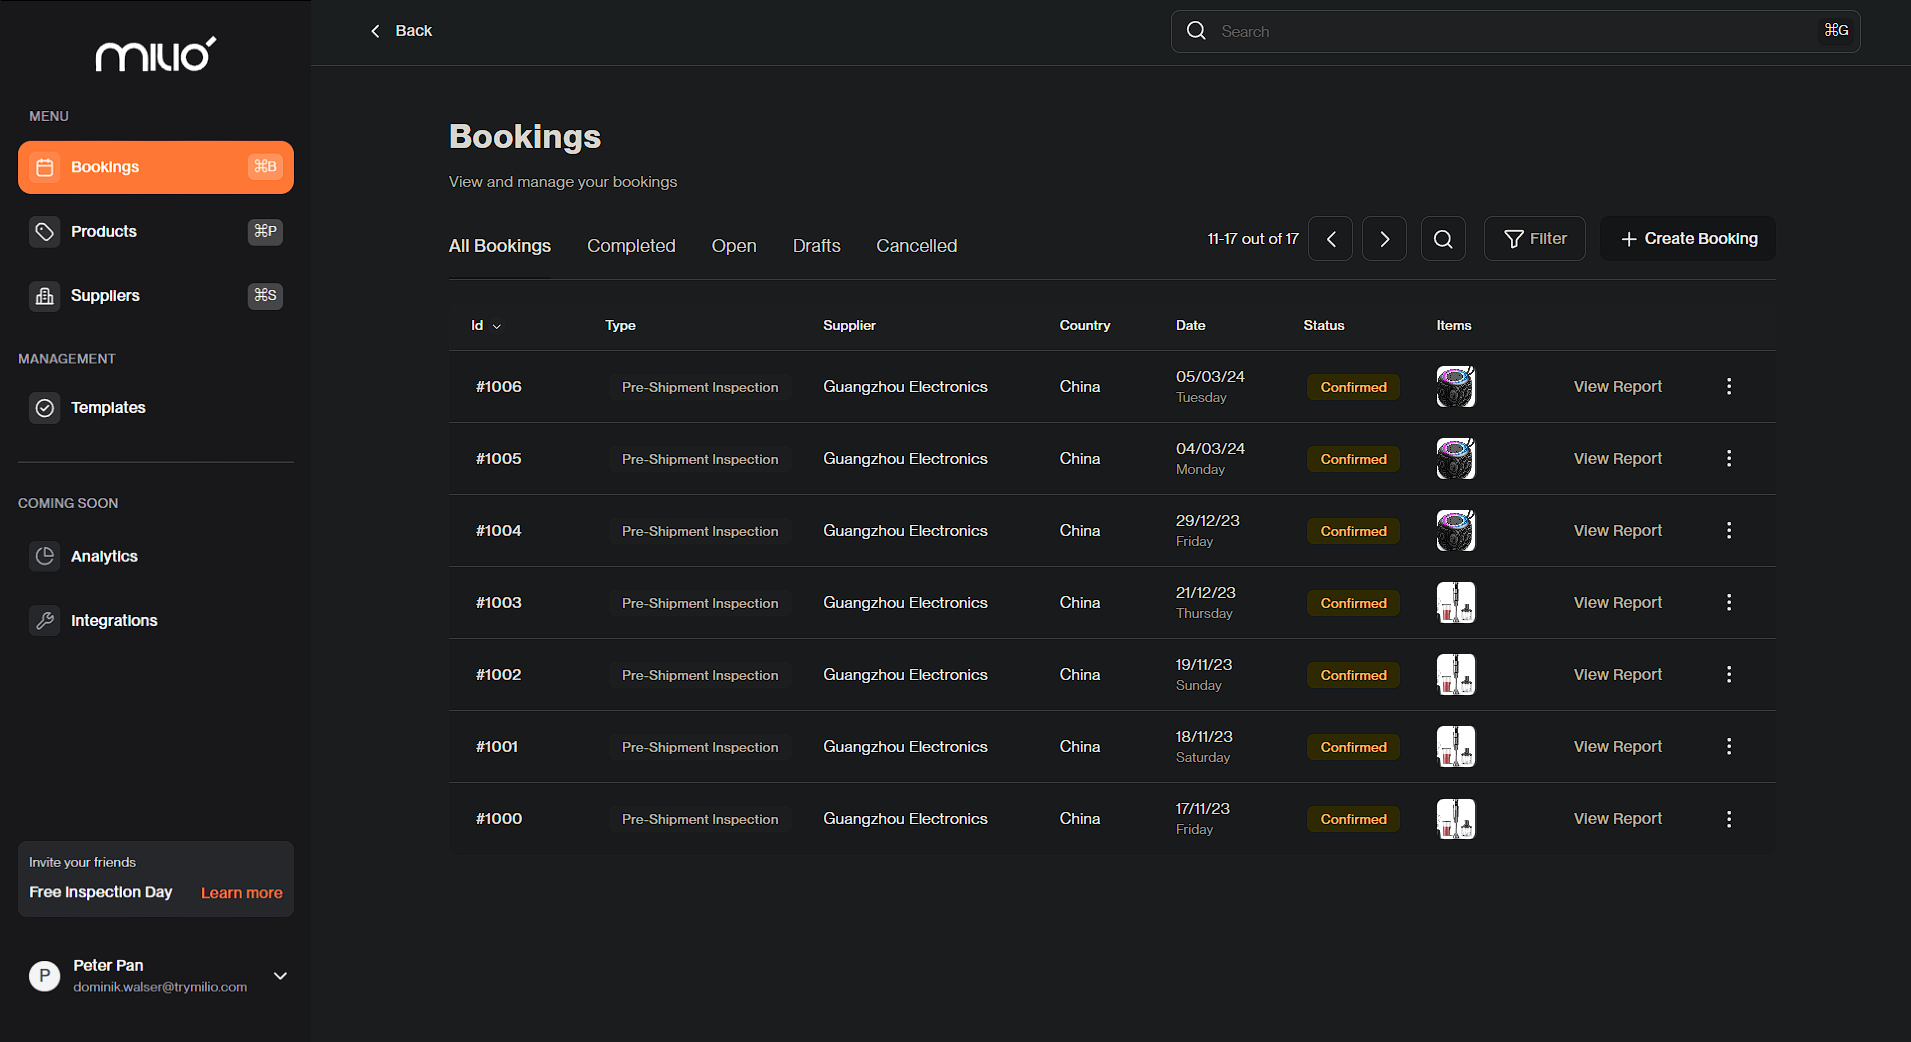 milio
MENU
Bookings ⌘B
Products ⌘P
Suppliers ⌘S
MANAGEMENT
Templates
COMING SOON
Analytics
Integrations
Invite your friends
Free Inspection Day Learn more
P
Peter Pan
dominik.walser@trymilio.com
Back
Search ⌘G
Bookings
View and manage your bookings
All Bookings Completed Open Drafts Cancelled
11-17 out of 17 Filter Create Booking
Id Type Supplier Country Date Status Items
#1006 Pre-Shipment Inspection Guangzhou Electronics China 05/03/24 Confirmed View Report
Tuesday
#1005 Pre-Shipment Inspection Guangzhou Electronics China 04/03/24 Confirmed View Report
Monday
#1004 Pre-Shipment Inspection Guangzhou Electronics China 29/12/23 Confirmed View Report
Friday
#1003 Pre-Shipment Inspection Guangzhou Electronics China 21/12/23 Confirmed View Report
Thursday
#1002 Pre-Shipment Inspection Guangzhou Electronics China 19/11/23 Confirmed View Report
Sunday
#1001 Pre-Shipment Inspection Guangzhou Electronics China 18/11/23 Confirmed View Report
Saturday
#1000 Pre-Shipment Inspection Guangzhou Electronics China 17/11/23 Confirmed View Report
Friday